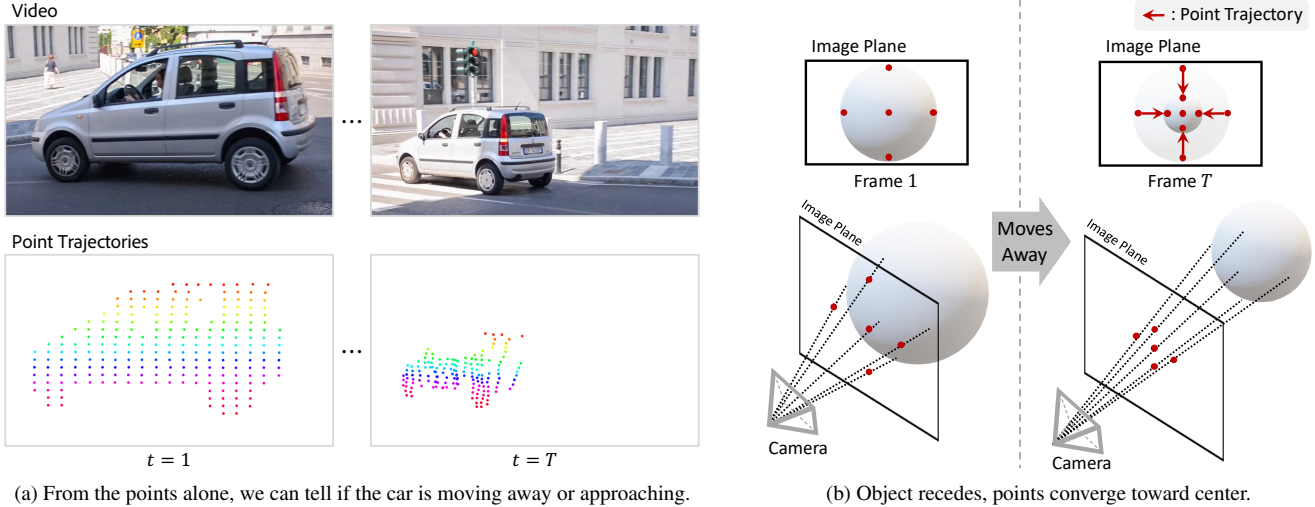 Video
...
Point Trajectories
...
t = 1
t = T
(a) From the points alone, we can tell if the car is moving away or approaching.
: Point Trajectory
Image Plane
Frame 1
Image Plane
Frame T
Image Plane
Camera
Moves
Away
Image Plane
Camera
(b) Object recedes, points converge toward center.